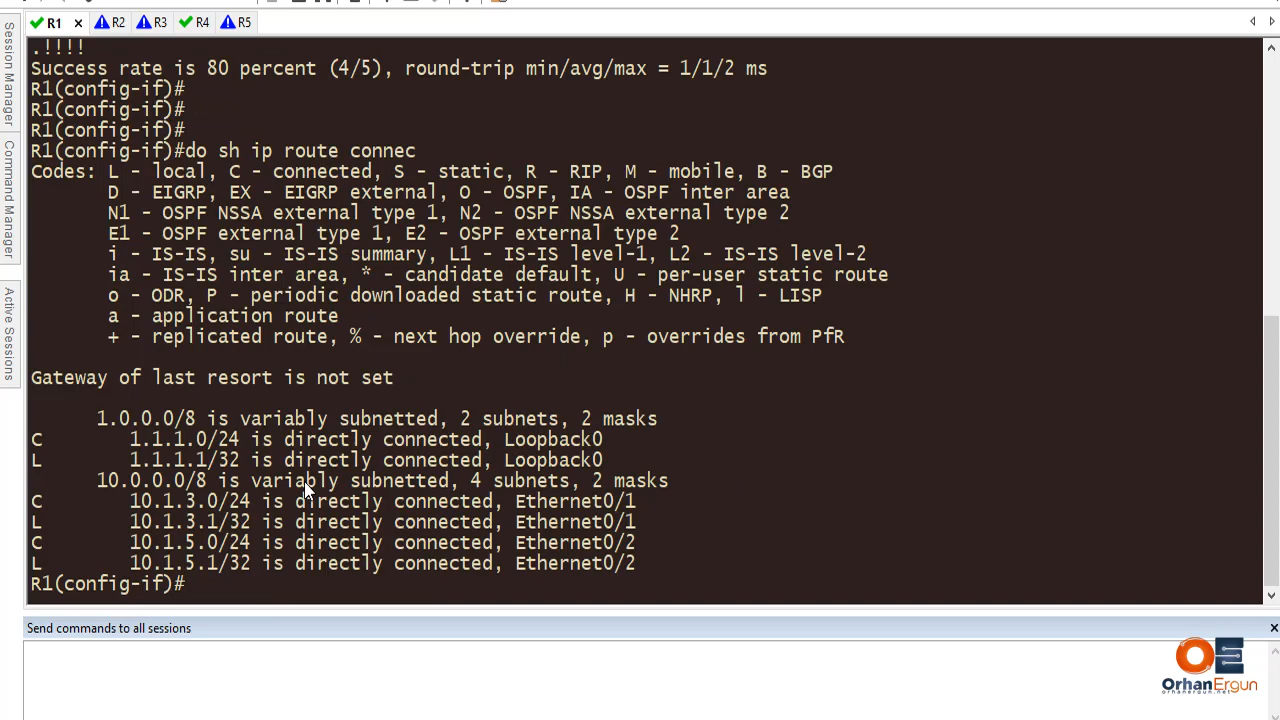 Session Manager
Command Manager
Active Sessions
R1 × R2 R3 R4 R5
.!!!!
Success rate is 80 percent (4/5), round-trip min/avg/max = 1/1/2 ms
R1(config-if)#
R1(config-if)#
R1(config-if)#
R1(config-if)#do sh ip route connec
Codes: L - local, C - connected, S - static, R - RIP, M - mobile, B - BGP
D - EIGRP, EX - EIGRP external, O - OSPF, IA - OSPF inter area
N1 - OSPF NSSA external type 1, N2 - OSPF NSSA external type 2
E1 - OSPF external type 1, E2 - OSPF external type 2
i - IS-IS, su - IS-IS summary, L1 - IS-IS level-1, L2 - IS-IS level-2
ia - IS-IS inter area, * - candidate default, U - per-user static route
o - ODR, P - periodic downloaded static route, H - NHRP, l - LISP
a - application route
+ - replicated route, % - next hop override, p - overrides from PfR
Gateway of last resort is not set
1.0.0.0/8 is variably subnetted, 2 subnets, 2 masks
C 1.1.1.0/24 is directly connected, Loopback0
L 1.1.1.1/32 is directly connected, Loopback0
10.0.0.0/8 is variably subnetted, 4 subnets, 2 masks
C 10.1.3.0/24 is directly connected, Ethernet0/1
L 10.1.3.1/32 is directly connected, Ethernet0/1
C 10.1.5.0/24 is directly connected, Ethernet0/2
L 10.1.5.1/32 is directly connected, Ethernet0/2
R1(config-if)#
Send commands to all sessions
OrhanErgun
orhanergun.net